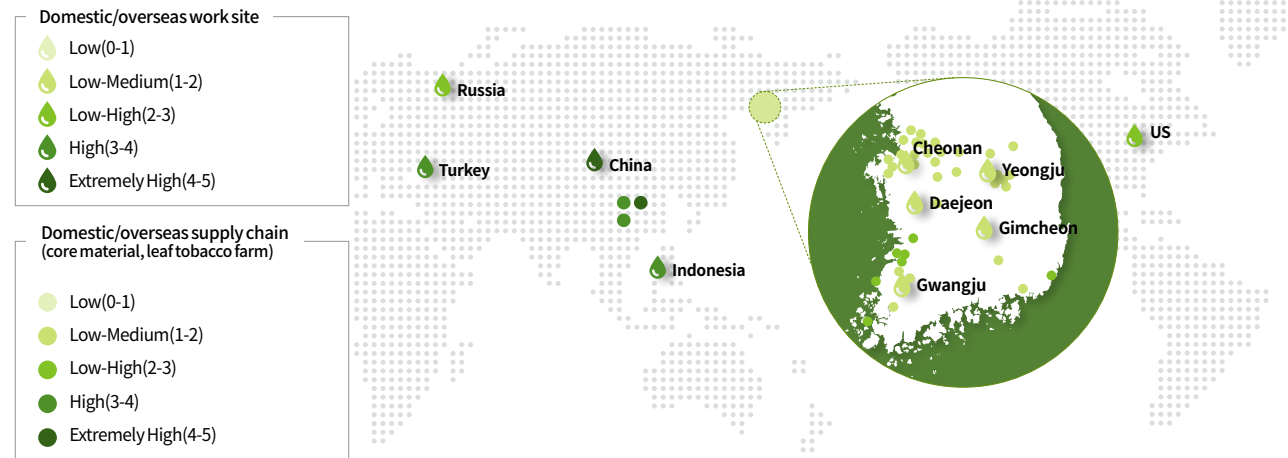 Domestic/overseas work site
Low(0-1)
Low-Medium(1-2)
Low-High(2-3)
High(3-4)
Extremely High(4-5)
Domestic/overseas supply chain
(core material, leaf tobacco farm)
Low(0-1)
Low-Medium(1-2)
Low-High(2-3)
High(3-4)
Extremely High(4-5)
Russia
Turkey
China
Indonesia
Cheonan
Yeongju
Daejeon
Gimcheon
Gwangju
US